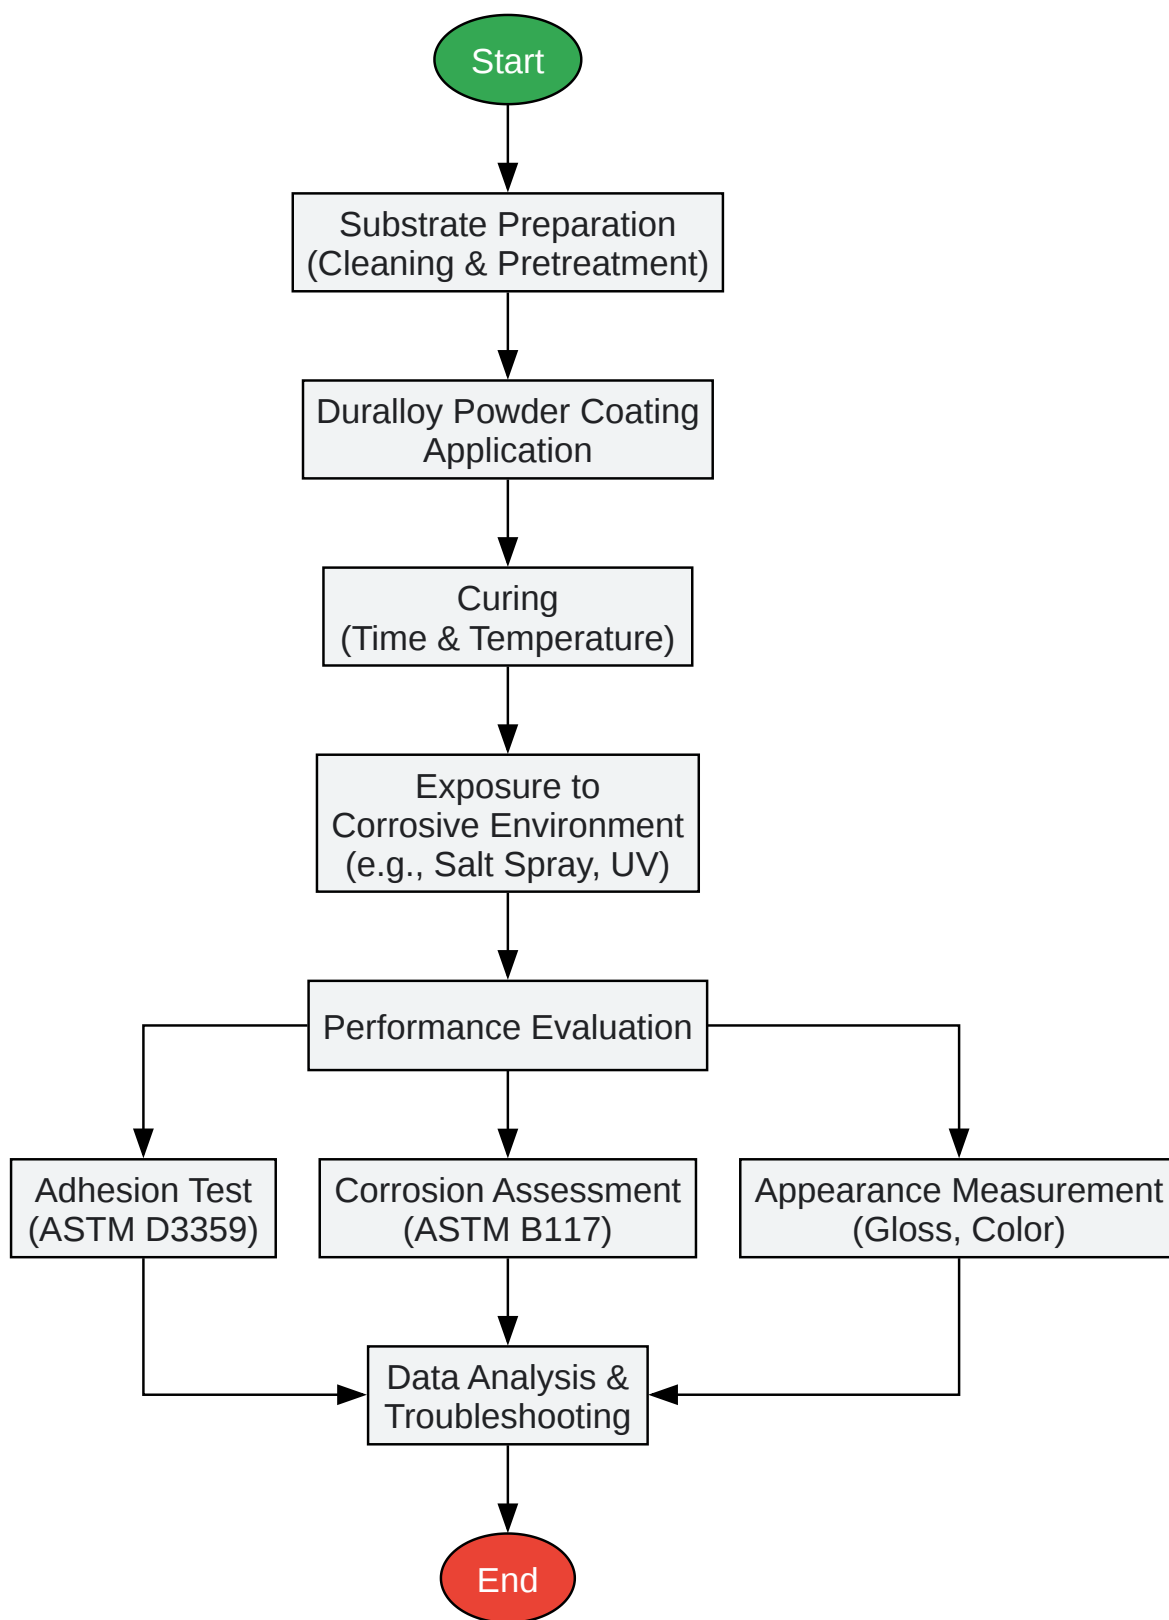 Start
Substrate Preparation
(Cleaning & Pretreatment)
Duralloy Powder Coating
Application
Curing
(Time & Temperature)
Exposure to
Corrosive Environment
(e.g., Salt Spray, UV)
Performance Evaluation
Adhesion Test
(ASTM D3359)
Corrosion Assessment
(ASTM B117)
Appearance Measurement
(Gloss, Color)
Data Analysis &
Troubleshooting
End